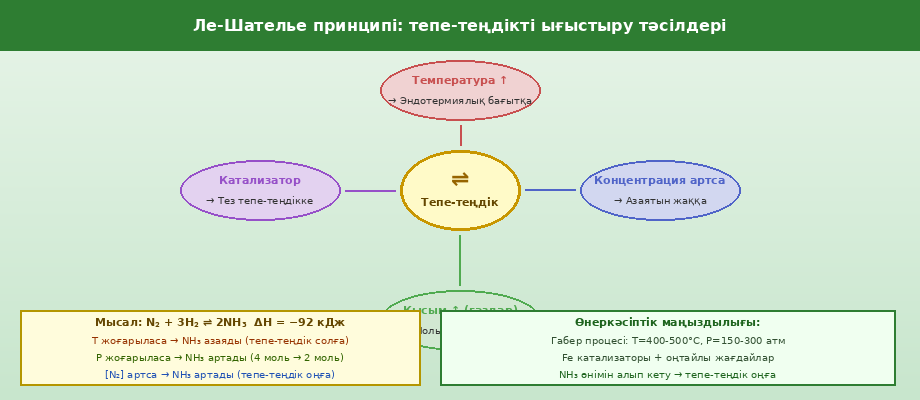 Ле-Шателье принципі: тепе-теңдікті ығыстыру тәсілдері
Температура ↑
→ Эндотермиялық бағытқа
Катализатор
→ Тез тепе-теңдікке
⇌
Тепе-теңдік
Концентрация артса
→ Азаятын жаққа
Қысым ↑ (газдар)
Мысал: N₂ + 3H₂ ⇌ 2NH₃  ΔH = −92 кДж
T жоғарыласа → NH₃ азаяды (тепе-теңдік солға)
P жоғарыласа → NH₃ артады (4 моль → 2 моль)
[N₂] артса → NH₃ артады (тепе-теңдік оңға)
Өнеркәсіптік маңыздылығы:
Габер процесі: T=400-500°C, P=150-300 атм
Fe катализаторы + оңтайлы жағдайлар
NH₃ өнімін алып кету → тепе-теңдік оңға